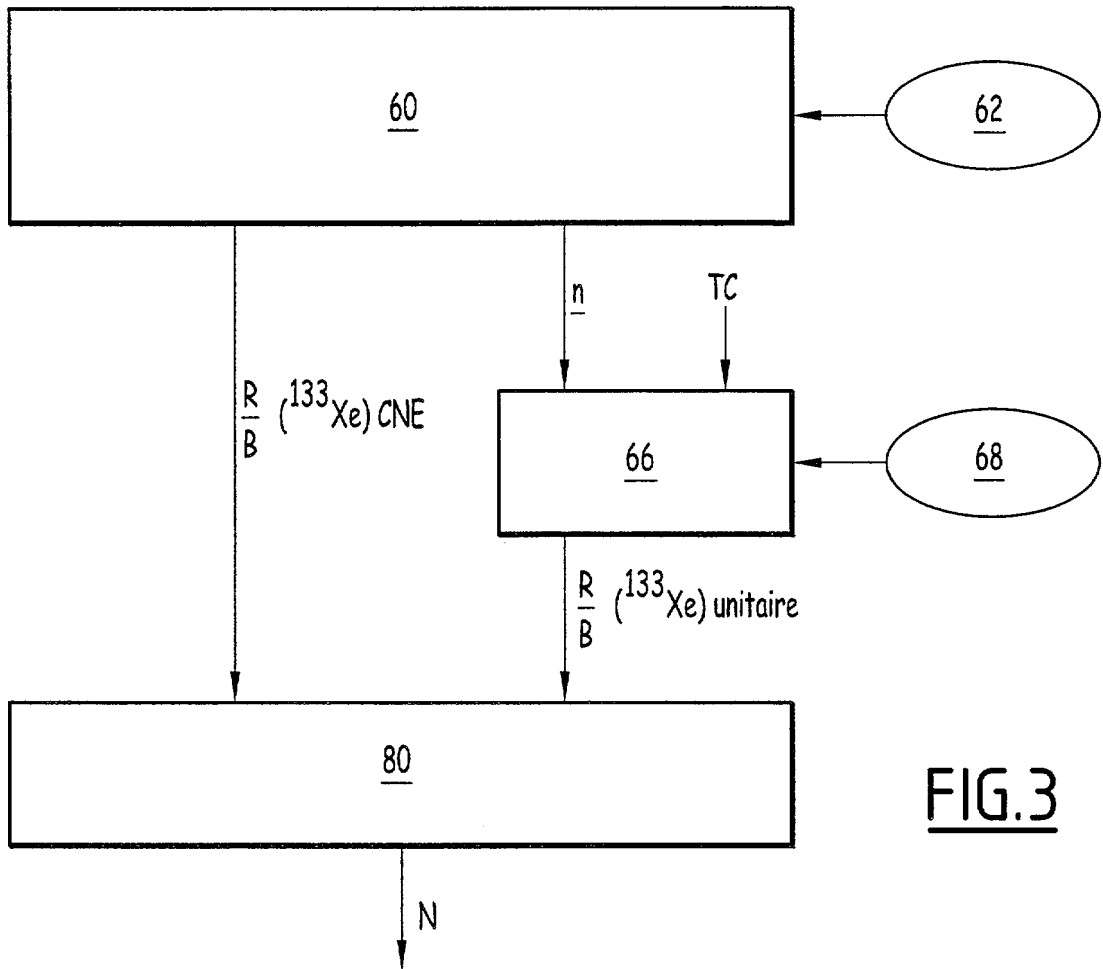 60
62
n
TC
R/B (¹³³Xe) CNE
66
68
R/B (¹³³Xe) unitaire
80
FIG.3
N